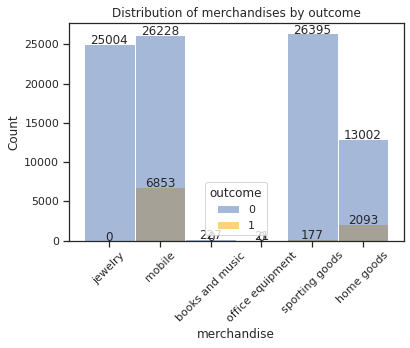 Distribution of merchandises by outcome
Count
25000
20000
15000
10000
5000
0
25004
26228
26395
13002
6853
2093
177
0
outcome
0
1
jewelry
mobile
books and music
office equipment
sporting goods
home goods
merchandise